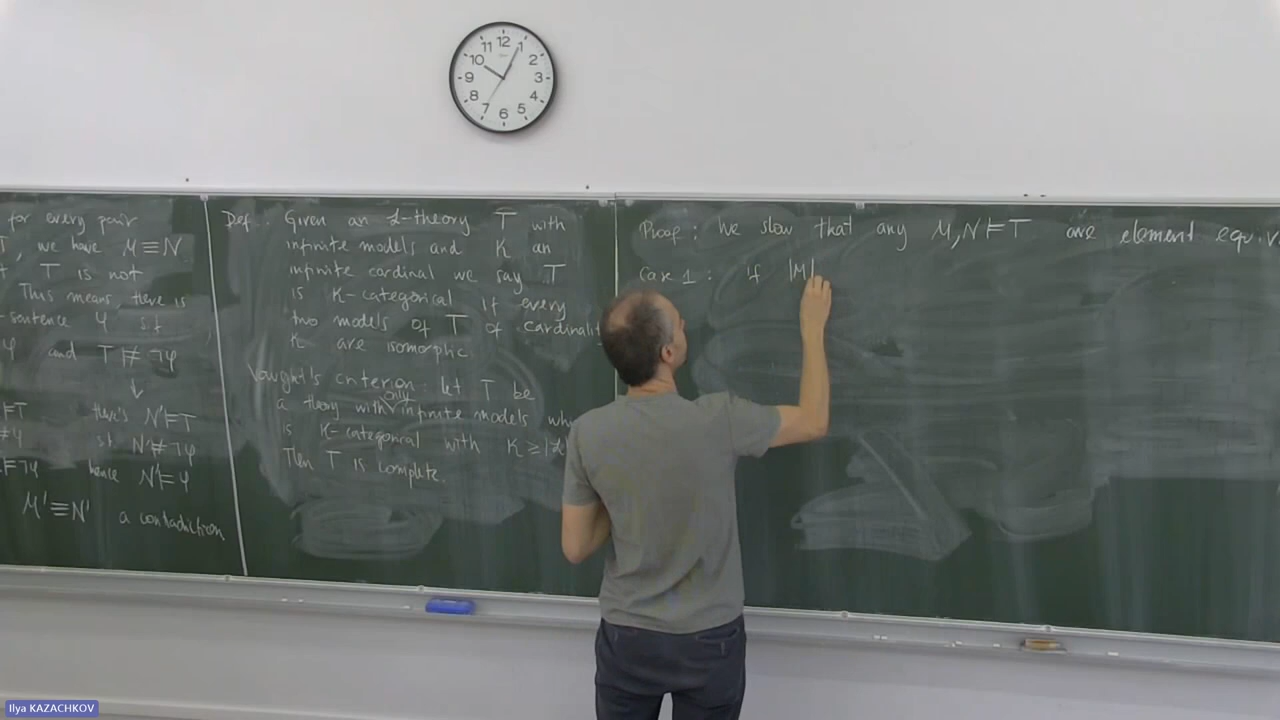 11 12 1
10 2
9 3
8 4
7 6 5
for every pair
T, we have M ≡ N.
T is not
This means, there is
-sentence φ st
φ and T ⊭ ¬φ
⊨T there's N'⊨T
⊭φ st. N'⊭¬φ
⊨¬φ hence N'⊨φ
M'≡N' a contradiction
Def: Given an L-theory T with
infinite models and K an
infinite cardinal we say T
is K-categorical if every
two models of T of cardinalit
K are isomorphic
Vaught's criterion: let T be
a theory with only infinite models wh
is K-categorical with K ≥ |L
Then T is complete.
Proof: We show that any M,N⊨T are element equiv.
Case 1: if |M|
Ilya KAZACHKOV